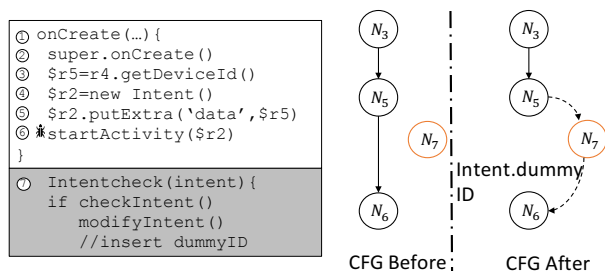 ① onCreate(…){
② super.onCreate()
③ $r5=r4.getDeviceId()
④ $r2=new Intent()
⑤ $r2.putExtra(‘data’,$r5)
⑥ startActivity($r2)
}
⑦ Intentcheck(intent){
if checkIntent()
modifyIntent()
//insert dummyID
N3
N5
N7
N6
CFG Before
N3
N5
N7
Intent.dummy
ID
N6
CFG After